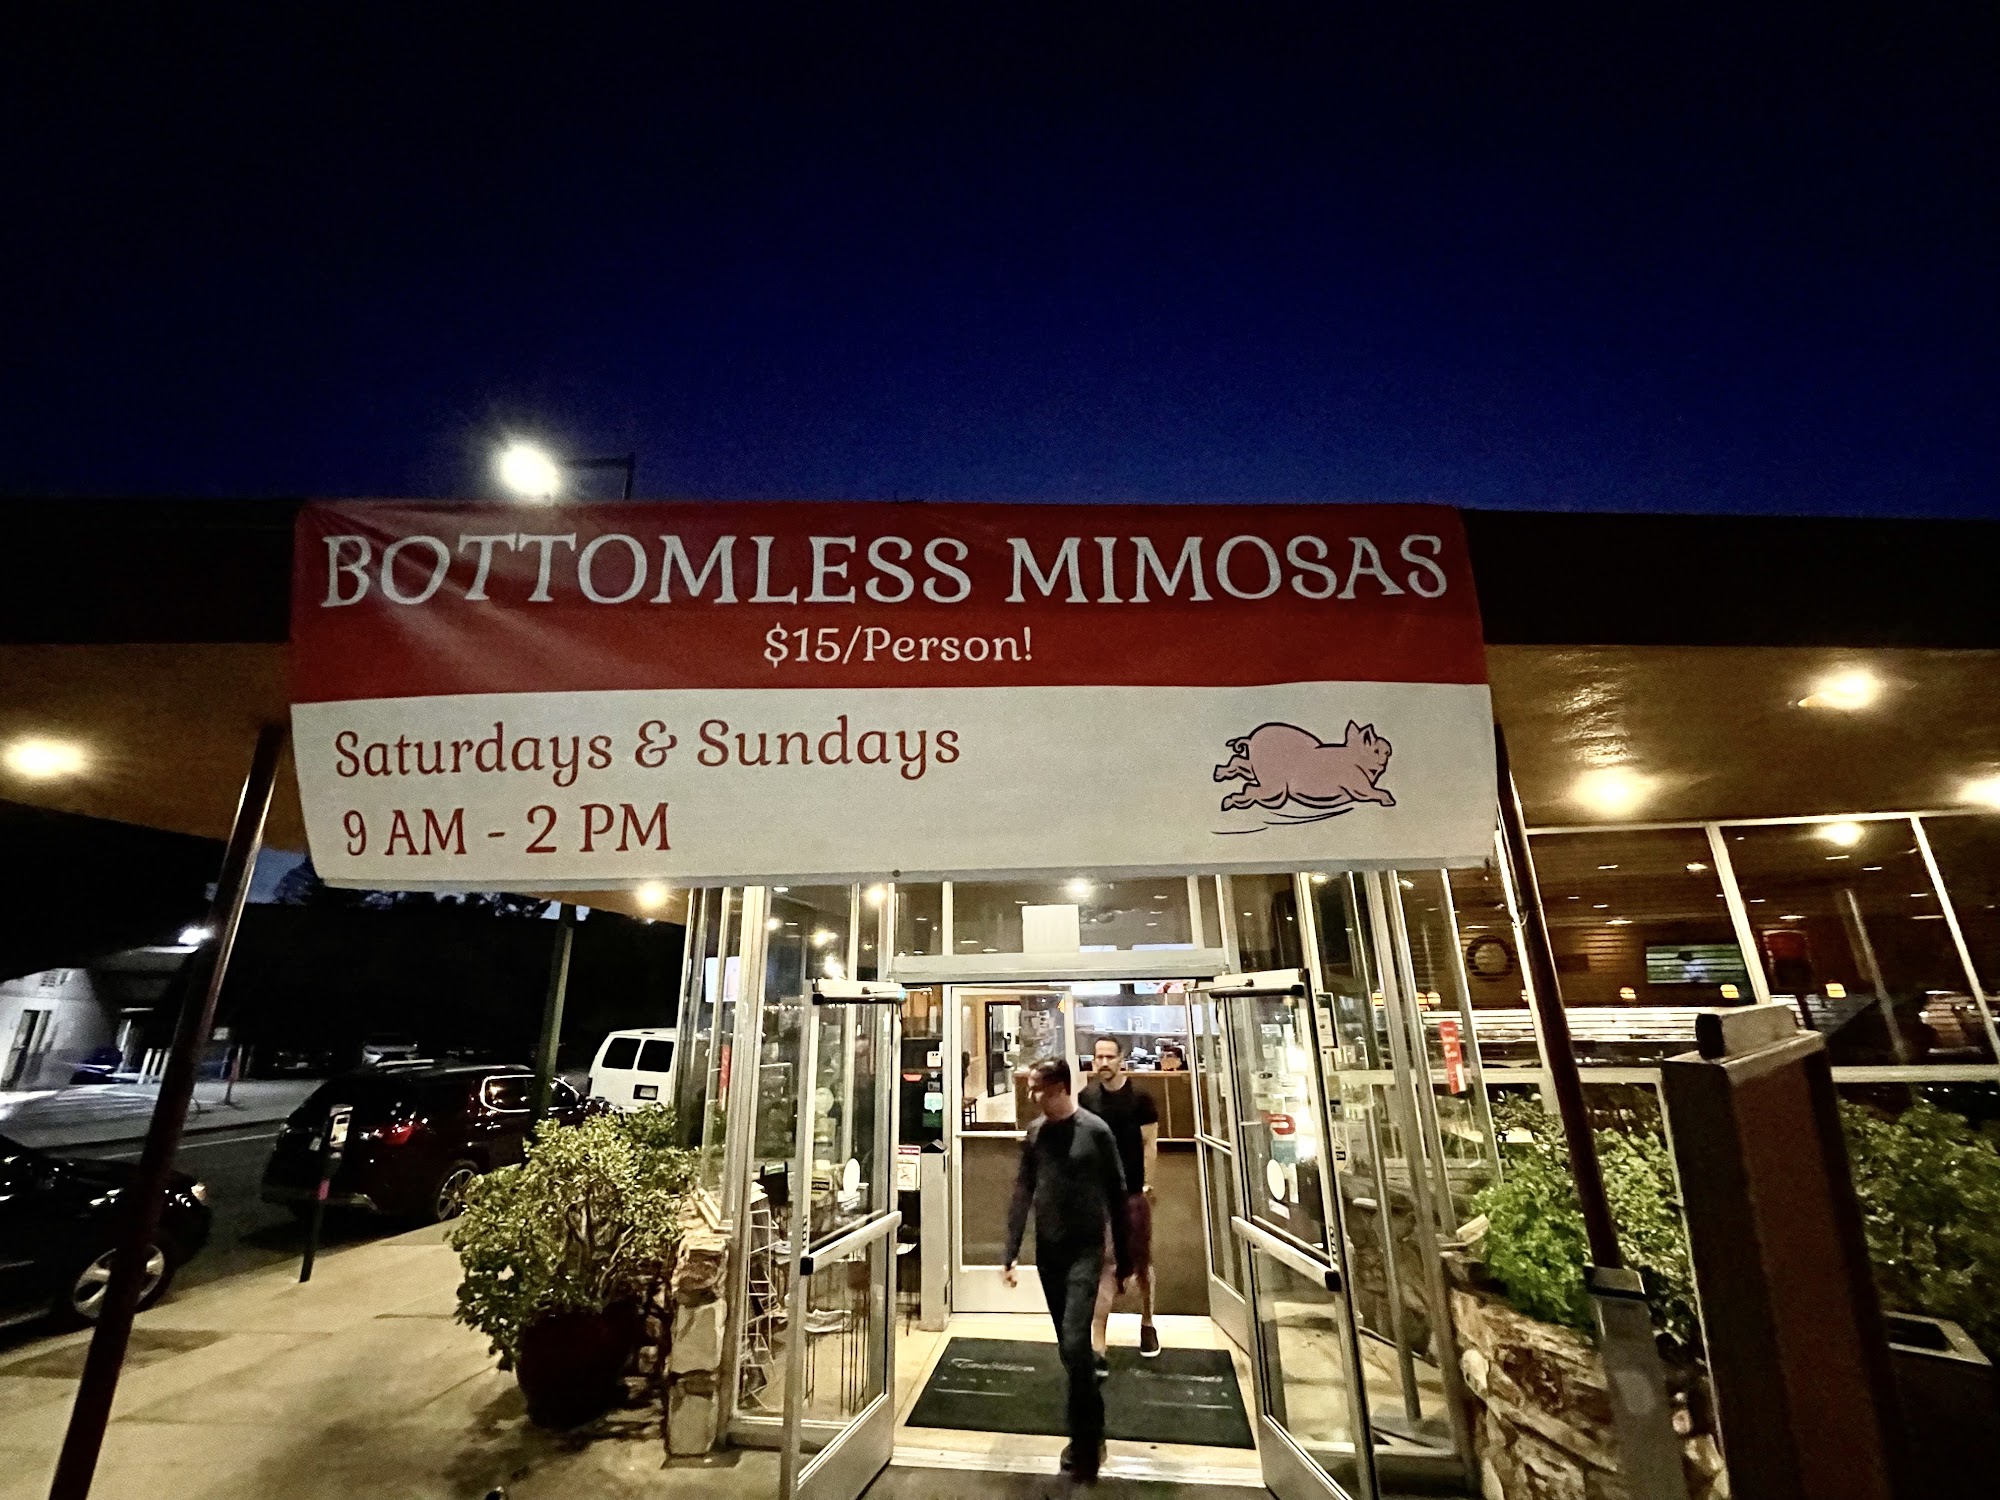 BOTTOMLESS MIMOSAS
$15/Person!
Saturdays & Sundays
9 AM - 2 PM